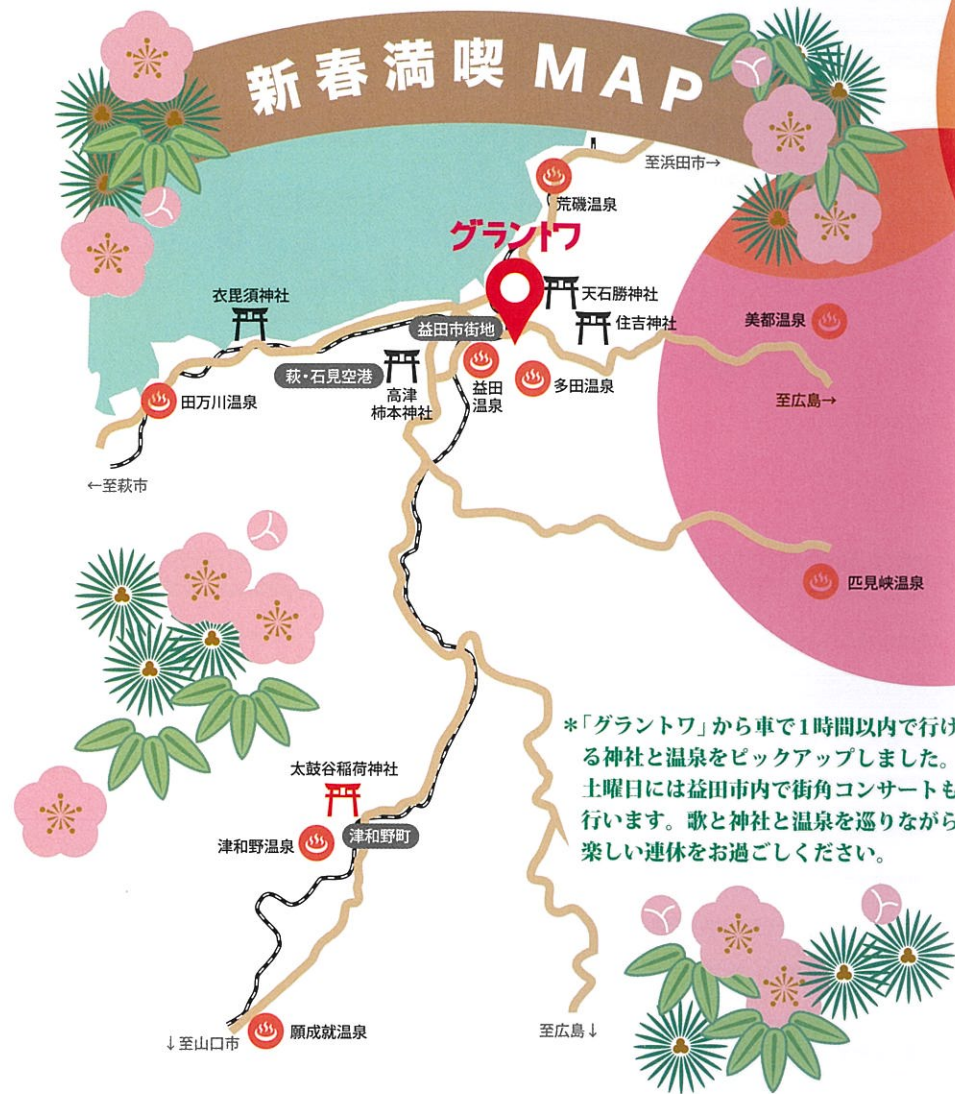 新春満喫 MAP
至浜田市→
荒磯温泉
グラントワ
衣毘須神社
天石勝神社
住吉神社
美都温泉
益田市街地
萩・石見空港
高津
柿本神社
益田
温泉
多田温泉
田万川温泉
至広島→
←至萩市
匹見峡温泉
*「グラントワ」から車で1時間以内で行け
る神社と温泉をピックアップしました。
土曜日には益田市内で街角コンサートも
行います。歌と神社と温泉を巡りながら
楽しい連休をお過ごしください。
太鼓谷稲荷神社
津和野温泉
津和野町
↓至山口市
願成就温泉
至広島↓